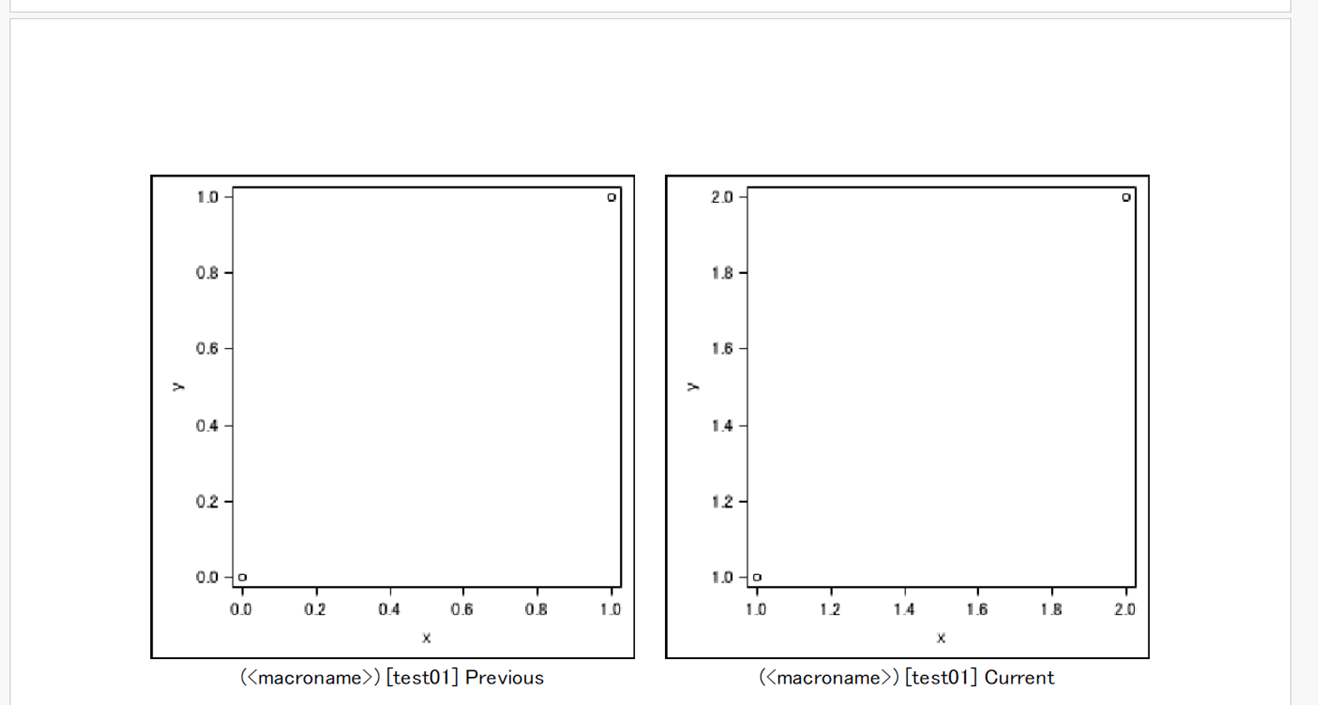 1.0
0.8
0.6
0.4
0.2
0.0
y
0.0 0.2 0.4 0.6 0.8 1.0
x
(<macroname>) [test01] Previous
2.0
1.8
1.6
1.4
1.2
1.0
y
1.0 1.2 1.4 1.6 1.8 2.0
x
(<macroname>) [test01] Current